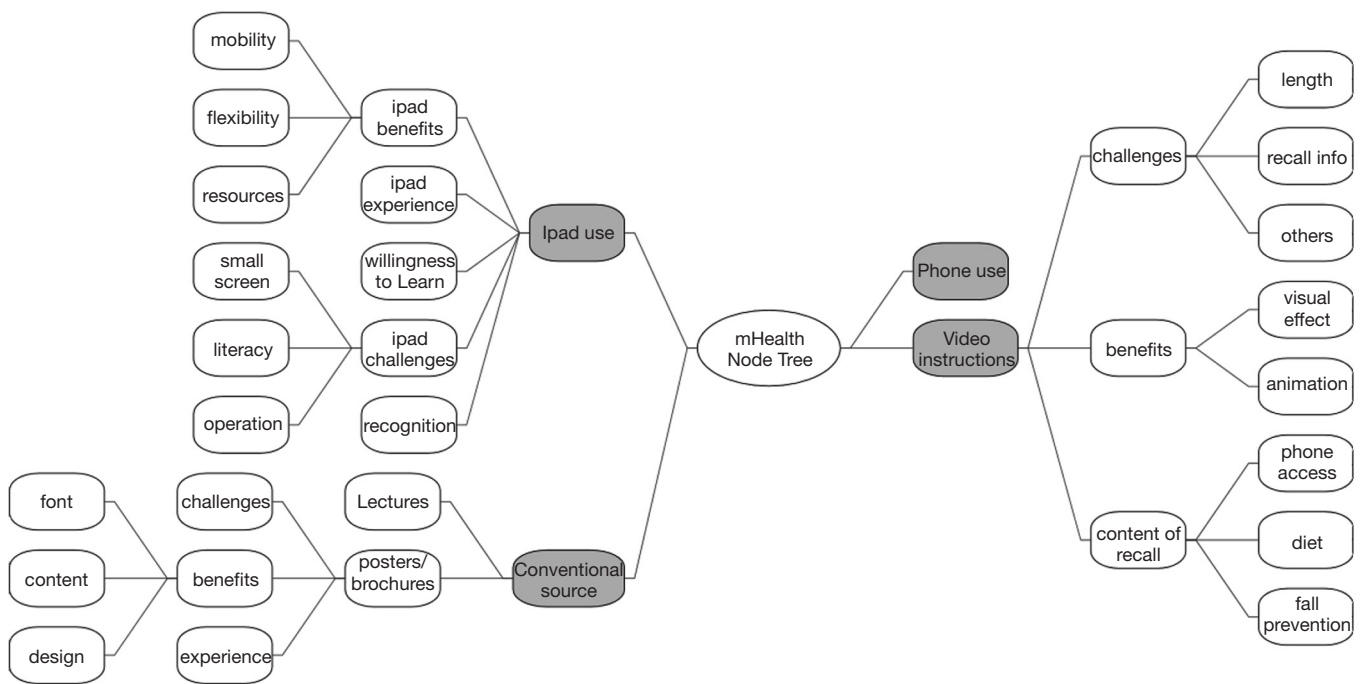 mobility
flexibility
resources
small
screen
literacy
operation
ipad
benefits
ipad
experience
willingness
to Learn
ipad
challenges
recognition
Ipad use
font
content
design
challenges
benefits
experience
Lectures
posters/
brochures
Conventional
source
mHealth
Node Tree
Phone use
Video
instructions
challenges
length
recall info
others
benefits
visual
effect
animation
content of
recall
phone
access
diet
fall
prevention